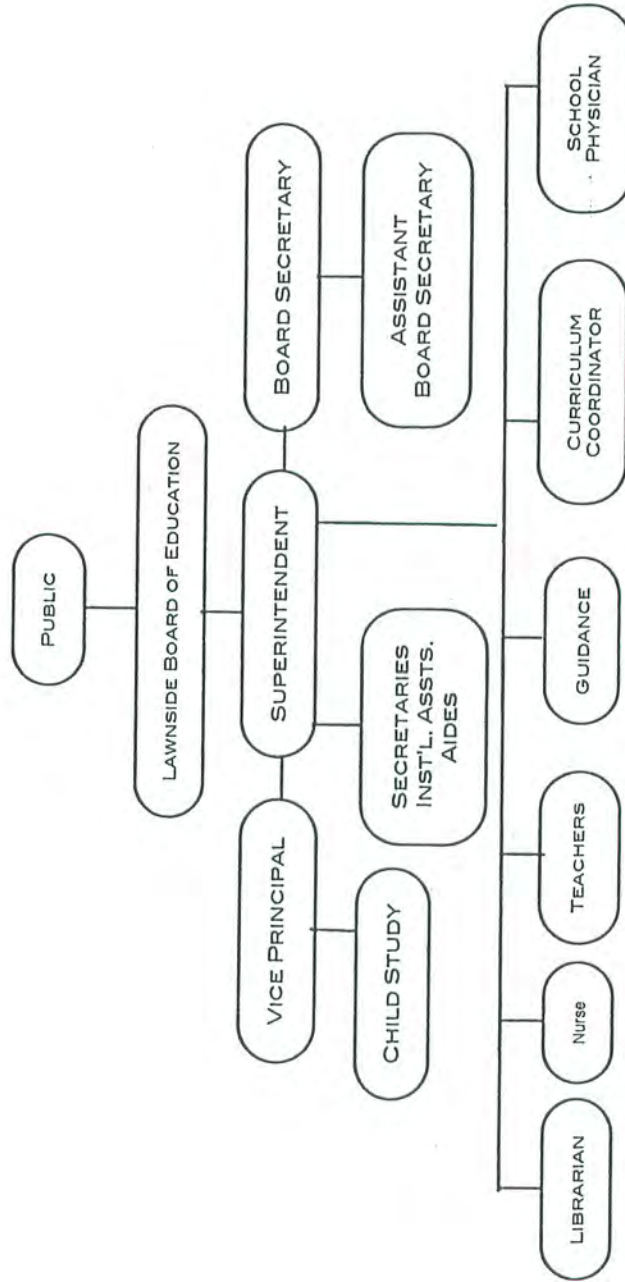 PUBLIC
LAWNSIDE BOARD OF EDUCATION
VICE PRINCIPAL
SUPERINTENDENT
BOARD SECRETARY
CHILD STUDY
SECRETARIES
INST'L. ASSTS.
AIDES
ASSISTANT
BOARD SECRETARY
LIBRARIAN
Nurse
TEACHERS
GUIDANCE
CURRICULUM
COORDINATOR
SCHOOL
PHYSICIAN